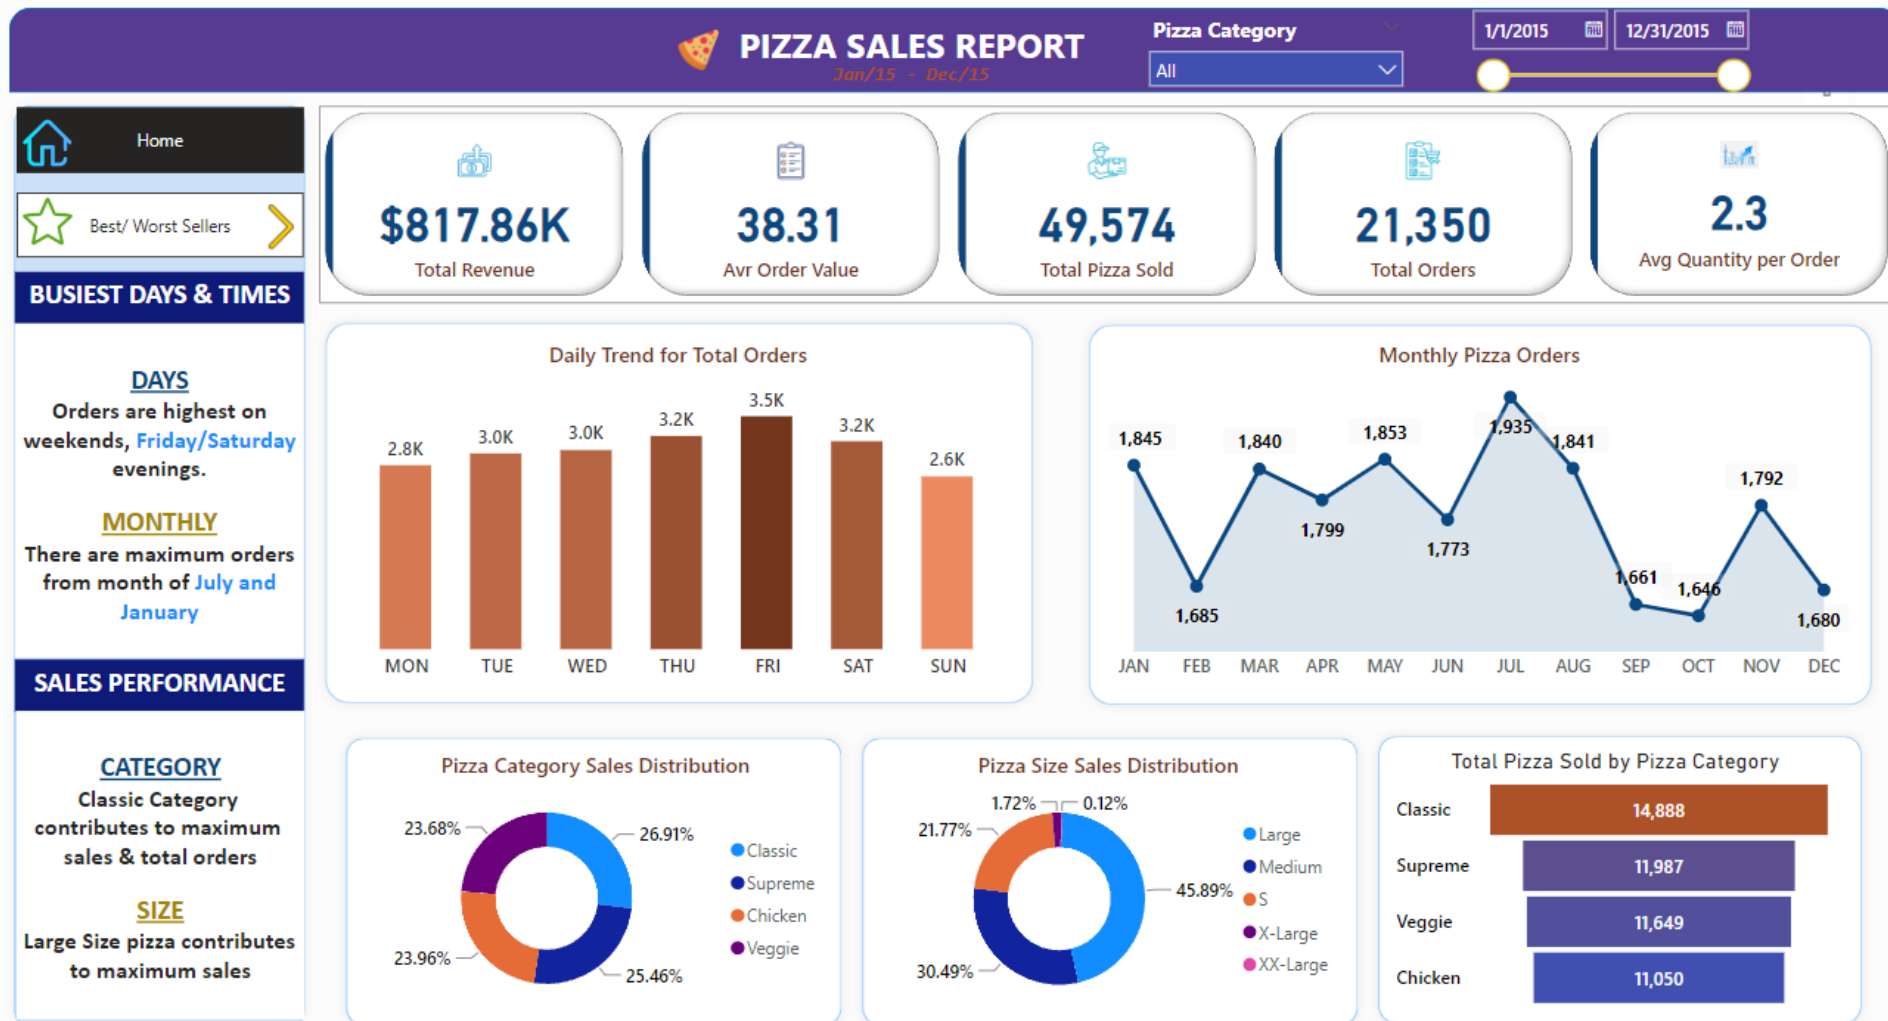 PIZZA SALES REPORT
Jan/15 - Dec/15
Pizza Category
All
1/1/2015
12/31/2015
Home
Best/ Worst Sellers
BUSIEST DAYS & TIMES
DAYS
Orders are highest on
weekends, Friday/Saturday
evenings.
MONTHLY
There are maximum orders
from month of July and
January
SALES PERFORMANCE
CATEGORY
Classic Category
contributes to maximum
sales & total orders
SIZE
Large Size pizza contributes
to maximum sales
$817.86K
Total Revenue
38.31
Avr Order Value
49,574
Total Pizza Sold
21,350
Total Orders
2.3
Avg Quantity per Order
Daily Trend for Total Orders
2.8K
3.0K
3.0K
3.2K
3.5K
3.2K
2.6K
MON
TUE
WED
THU
FRI
SAT
SUN
Monthly Pizza Orders
1,845
1,685
1,840
1,799
1,853
1,773
1,935
1,841
1,661
1,646
1,792
1,680
JAN
FEB
MAR
APR
MAY
JUN
JUL
AUG
SEP
OCT
NOV
DEC
Pizza Category Sales Distribution
23.68%
26.91%
23.96%
25.46%
Classic
Supreme
Chicken
Veggie
Pizza Size Sales Distribution
1.72%
0.12%
21.77%
45.89%
30.49%
Large
Medium
S
X-Large
XX-Large
Total Pizza Sold by Pizza Category
Classic
14,888
Supreme
11,987
Veggie
11,649
Chicken
11,050